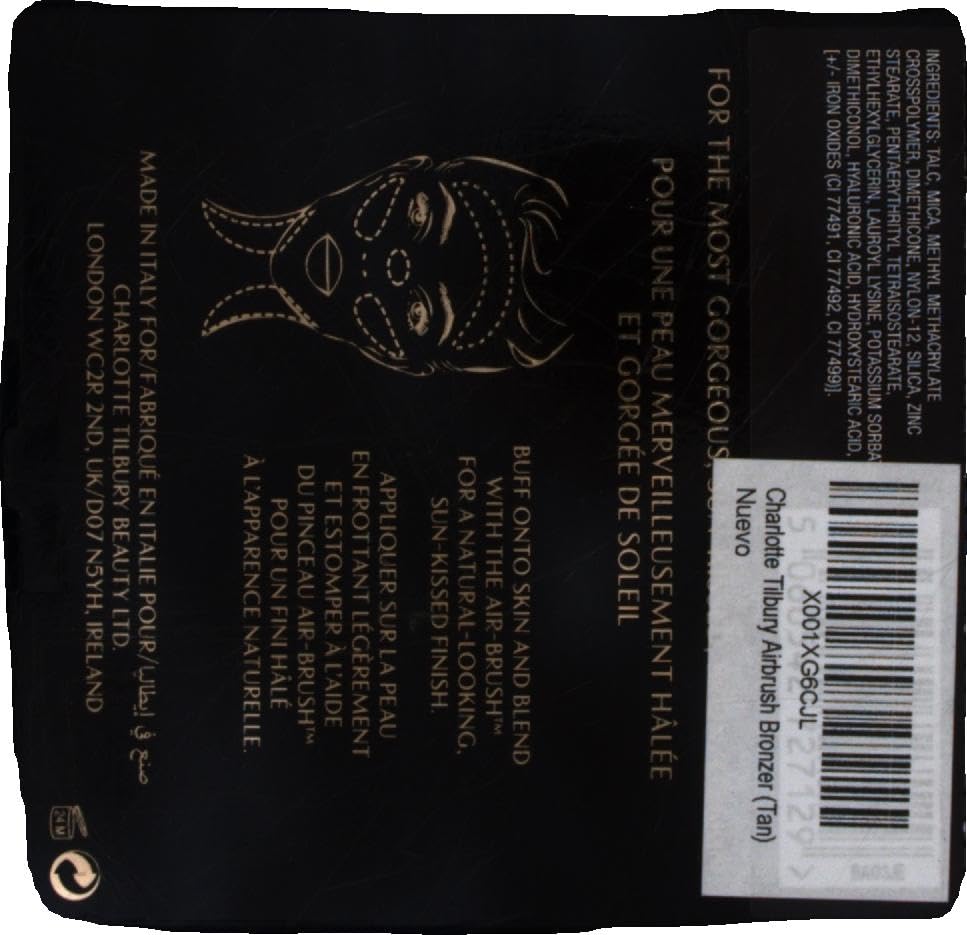 INGREDIENTS: TALC, MICA, METHYL METHACRYLATE
CROSSPOLYMER, DIMETHICONE, NYLON-12, SILICA, ZINC
STEARATE, PENTAERYTHRITYL TETRAISOSTEARATE,
ETHYLHEXYLGLYCERIN, LAUROYL LYSINE, POTASSIUM SORBA
DIMETHICONOL, HYALURONIC ACID, HYDROXYSTEARIC ACID,
[+/- IRON OXIDES (CI 77491, CI 77492, CI 77499)].
X001XG6CJL
Charlotte Tilbury Airbrush Bronzer (Tan)
Nuevo
FOR THE MOST GORGEOUS,
POUR UNE PEAU MERVEILLEUSEMENT HÂLÉE
ET GORGÉE DE SOLEIL
BUFF ONTO SKIN AND BLEND
WITH THE AIR-BRUSH™
FOR A NATURAL-LOOKING,
SUN-KISSED FINISH.
APPLIQUER SUR LA PEAU
EN FROTTANT LÉGÈREMENT
ET ESTOMPER À L'AIDE
DU PINCEAU AIR-BRUSH™
POUR UN FINI HÂLÉ
À L'APPARENCE NATURELLE.
MADE IN ITALY FOR/FABRIQUÉ EN ITALIE POUR/صنع في إيطاليا
CHARLOTTE TILBURY BEAUTY LTD.
LONDON WC2R 2ND, UK/D07 N5YH, IRELAND
24 M